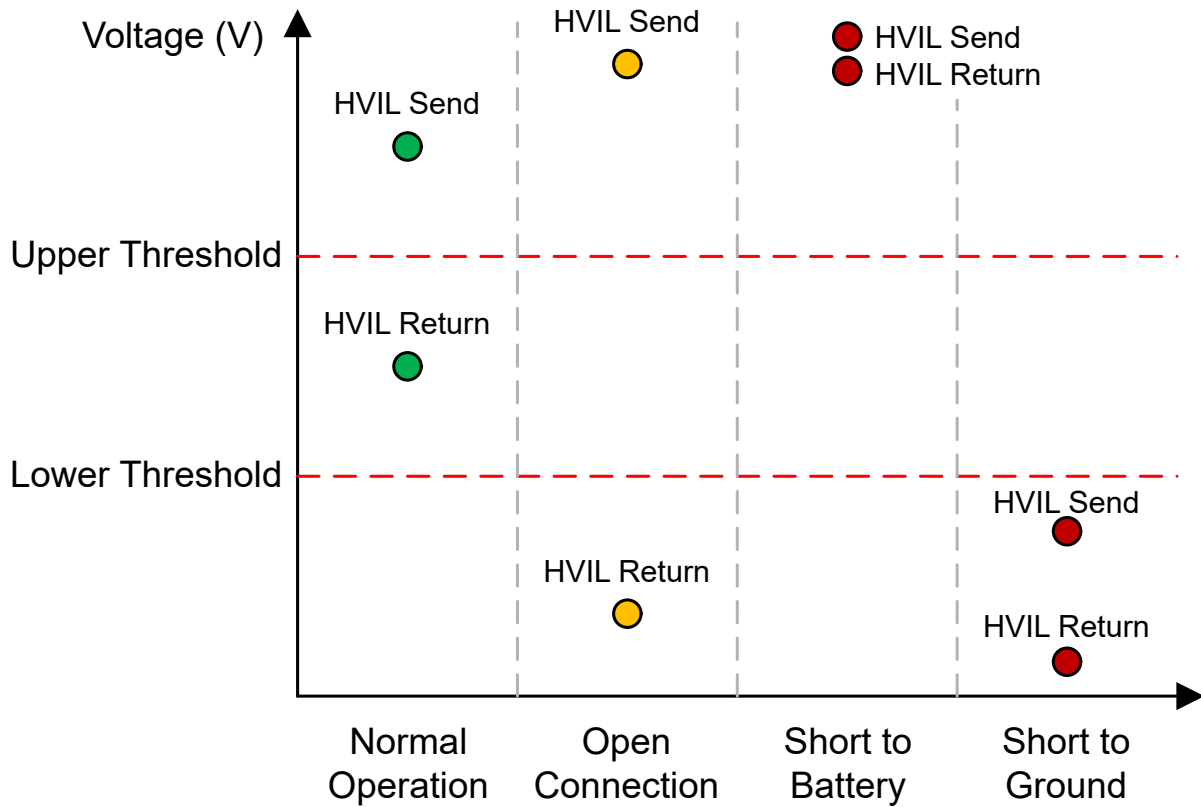 Voltage (V)
HVIL Send
HVIL Send
HVIL Return
HVIL Send
Upper Threshold
HVIL Return
Lower Threshold
HVIL Send
HVIL Return
HVIL Return
Normal
Operation
Open
Connection
Short to
Battery
Short to
Ground